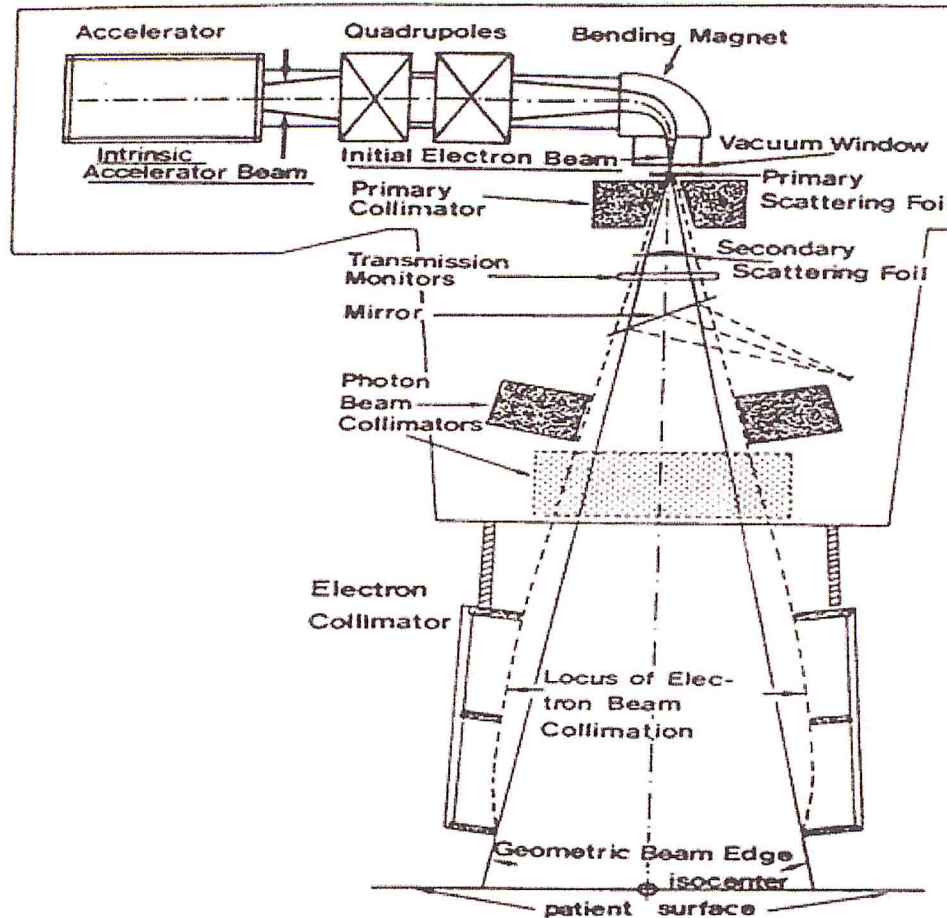 Accelerator
Quadrupoles
Bending Magnet
Intrinsic
Accelerator Beam
Initial Electron Beam
Vacuum Window
Primary
Collimator
Primary
Scattering Foil
Transmission
Monitors
Secondary
Scattering Foil
Mirror
Photon
Beam
Collimators
Electron
Collimator
Locus of Elec-
tron Beam
Collimation
Geometric Beam Edge
isocenter
patient surface